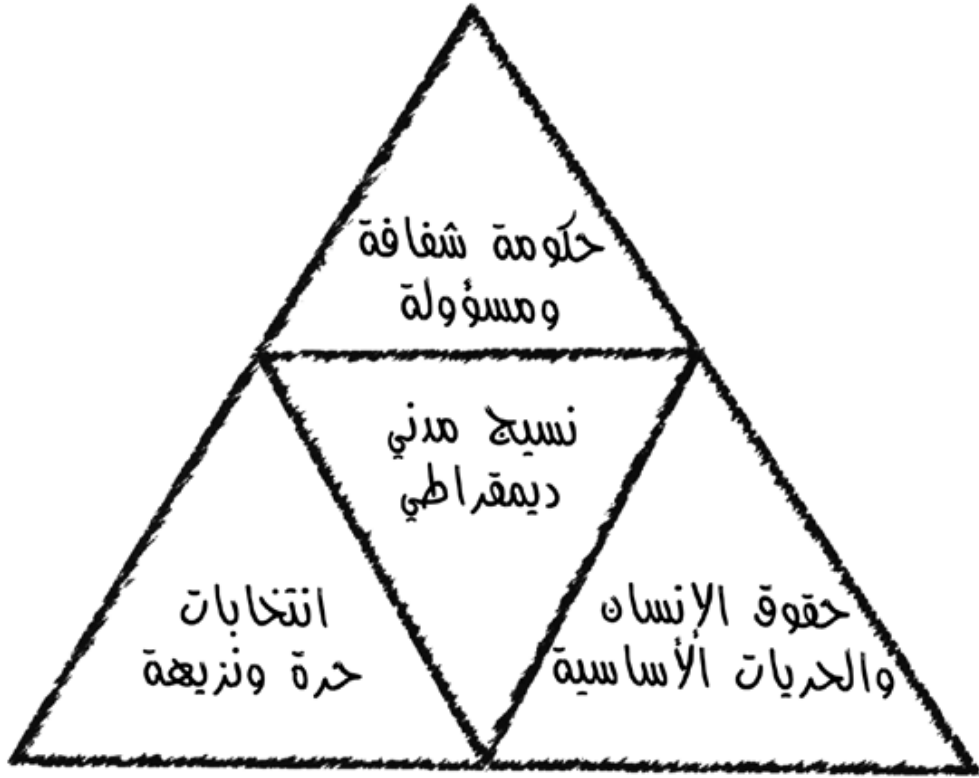 حكومة شفافة
ومسؤولة
نسيج مدني
ديمقراطي
حقوق الإنسان
والحريات الأساسية
انتخابات
حرة ونزيهة